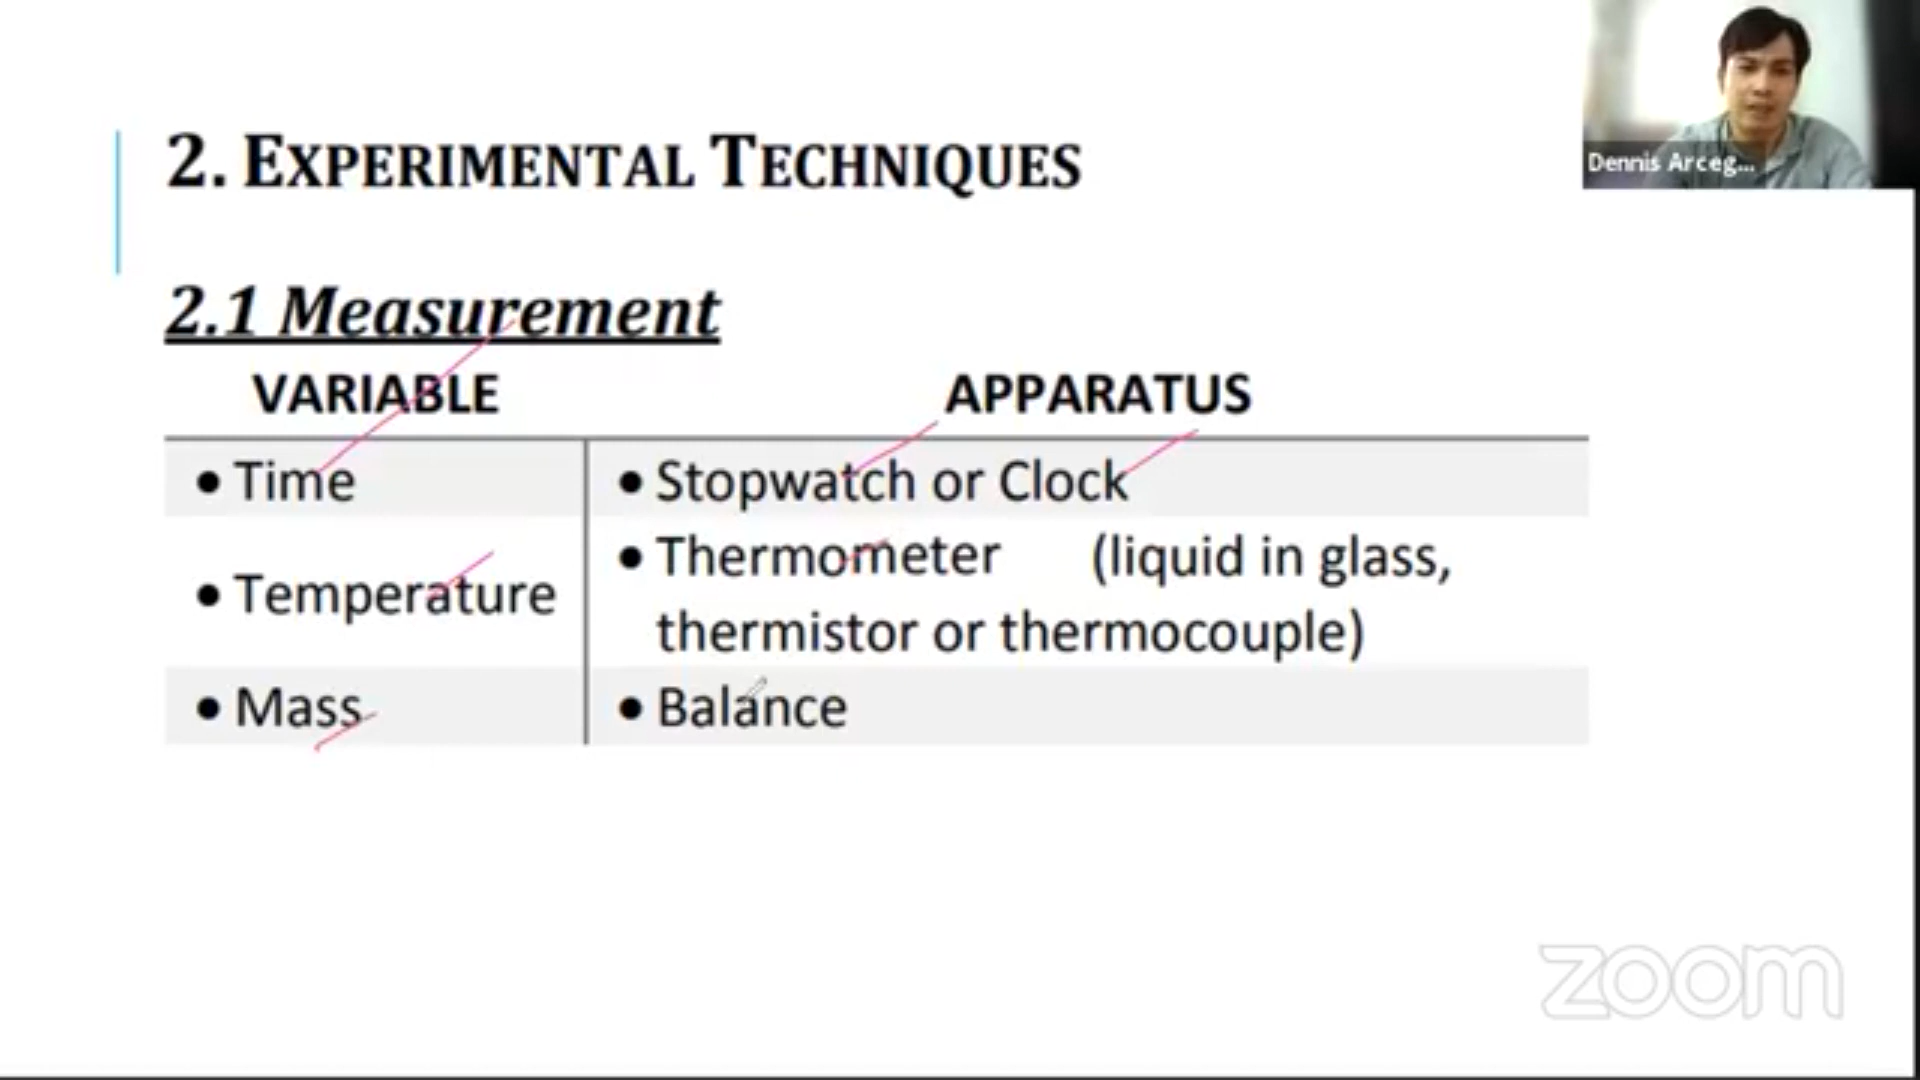 2. EXPERIMENTAL TECHNIQUES
Dennis Arceg...
2.1 Measurement
VARIABLE APPARATUS
• Time • Stopwatch or Clock
• Temperature • Thermometer (liquid in glass,
thermistor or thermocouple)
• Mass • Balance
zoom